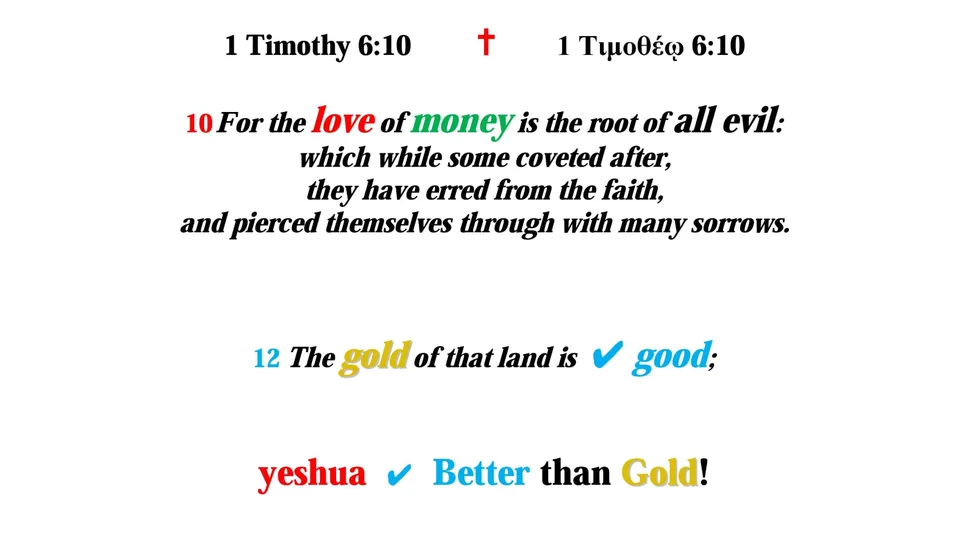 1 Timothy 6:10 ✝ 1 Τιμοθέῳ 6:10
10 For the love of money is the root of all evil:
which while some coveted after,
they have erred from the faith,
and pierced themselves through with many sorrows.
12 The gold of that land is ✔ good;
yeshua ✔ Better than Gold!